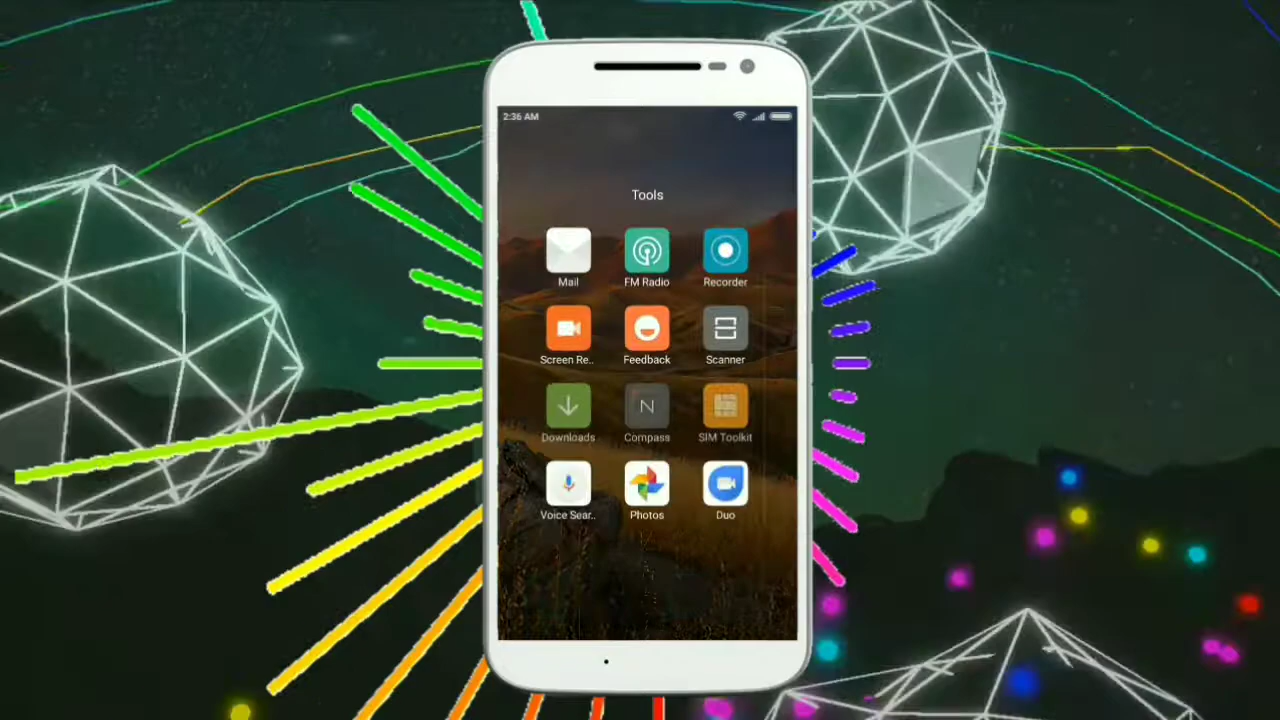 2:36 AM
Tools
Mail FM Radio Recorder
Screen Re.. Feedback Scanner
N
Downloads Compass SIM Toolkit
Voice Sear.. Photos Duo